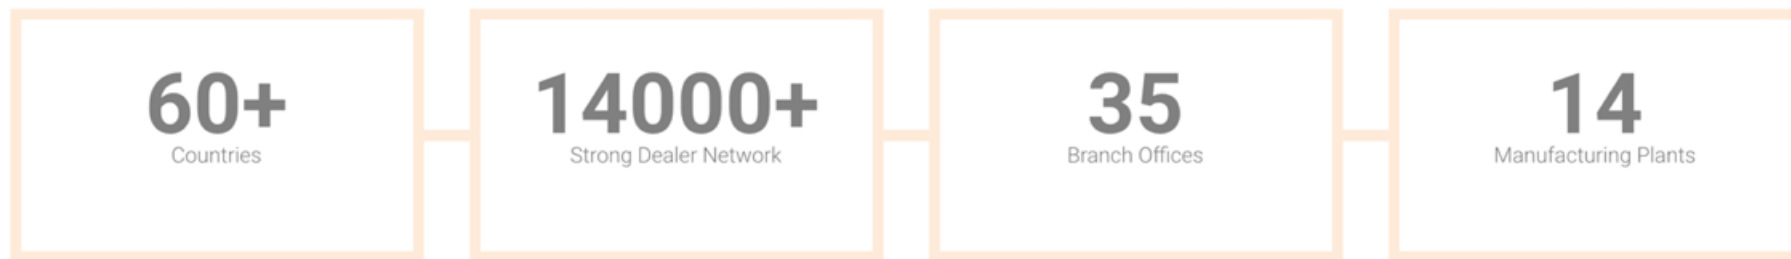 60+
Countries
14000+
Strong Dealer Network
35
Branch Offices
14
Manufacturing Plants